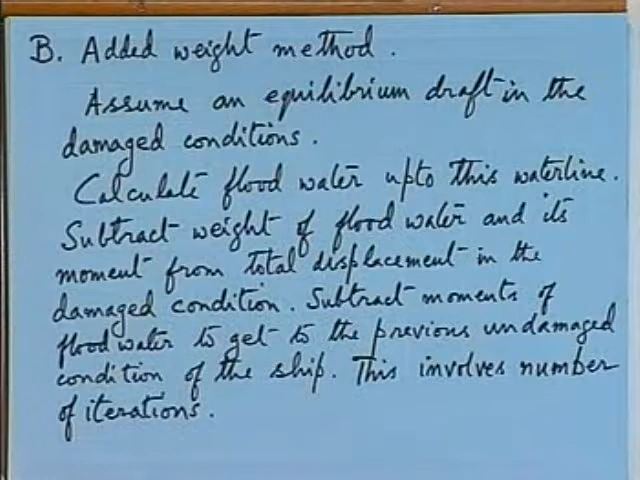 B. Added weight method.
Assume an equilibrium draft in the
damaged conditions.
Calculate flood water upto this waterline.
Subtract weight of flood water and its
moment from total displacement in the
damaged condition. Subtract moments of
flood water to get to the previous undamaged
condition of the ship. This involves number
of iterations.